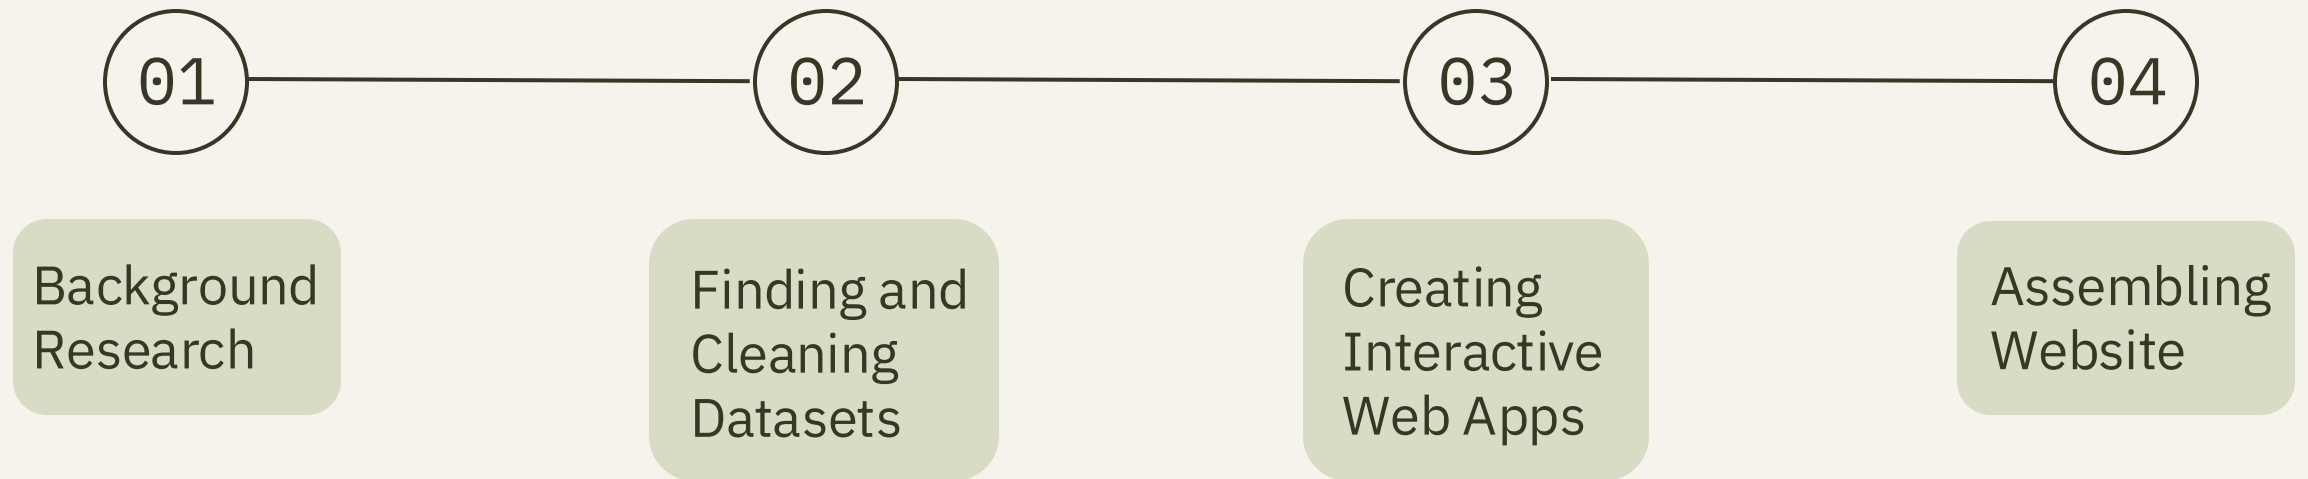 01
02
03
04
Background
Research
Finding and
Cleaning
Datasets
Creating
Interactive
Web Apps
Assembling
Website